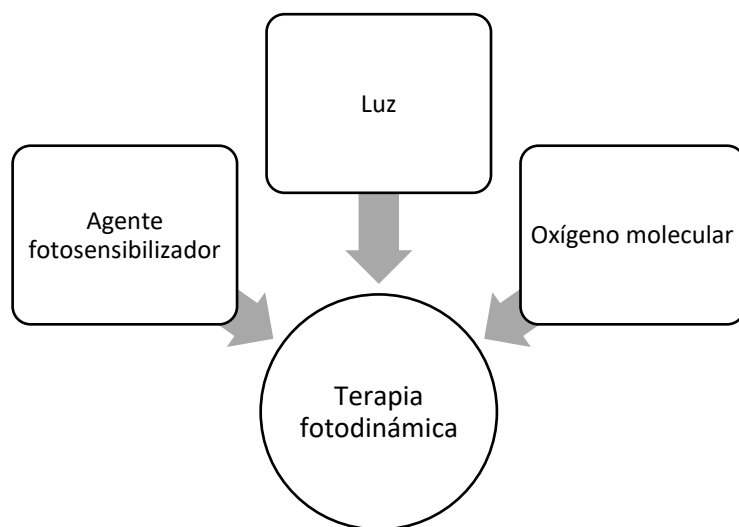 Luz
Agente
fotosensibilizador
Oxígeno molecular
Terapia
fotodinámica